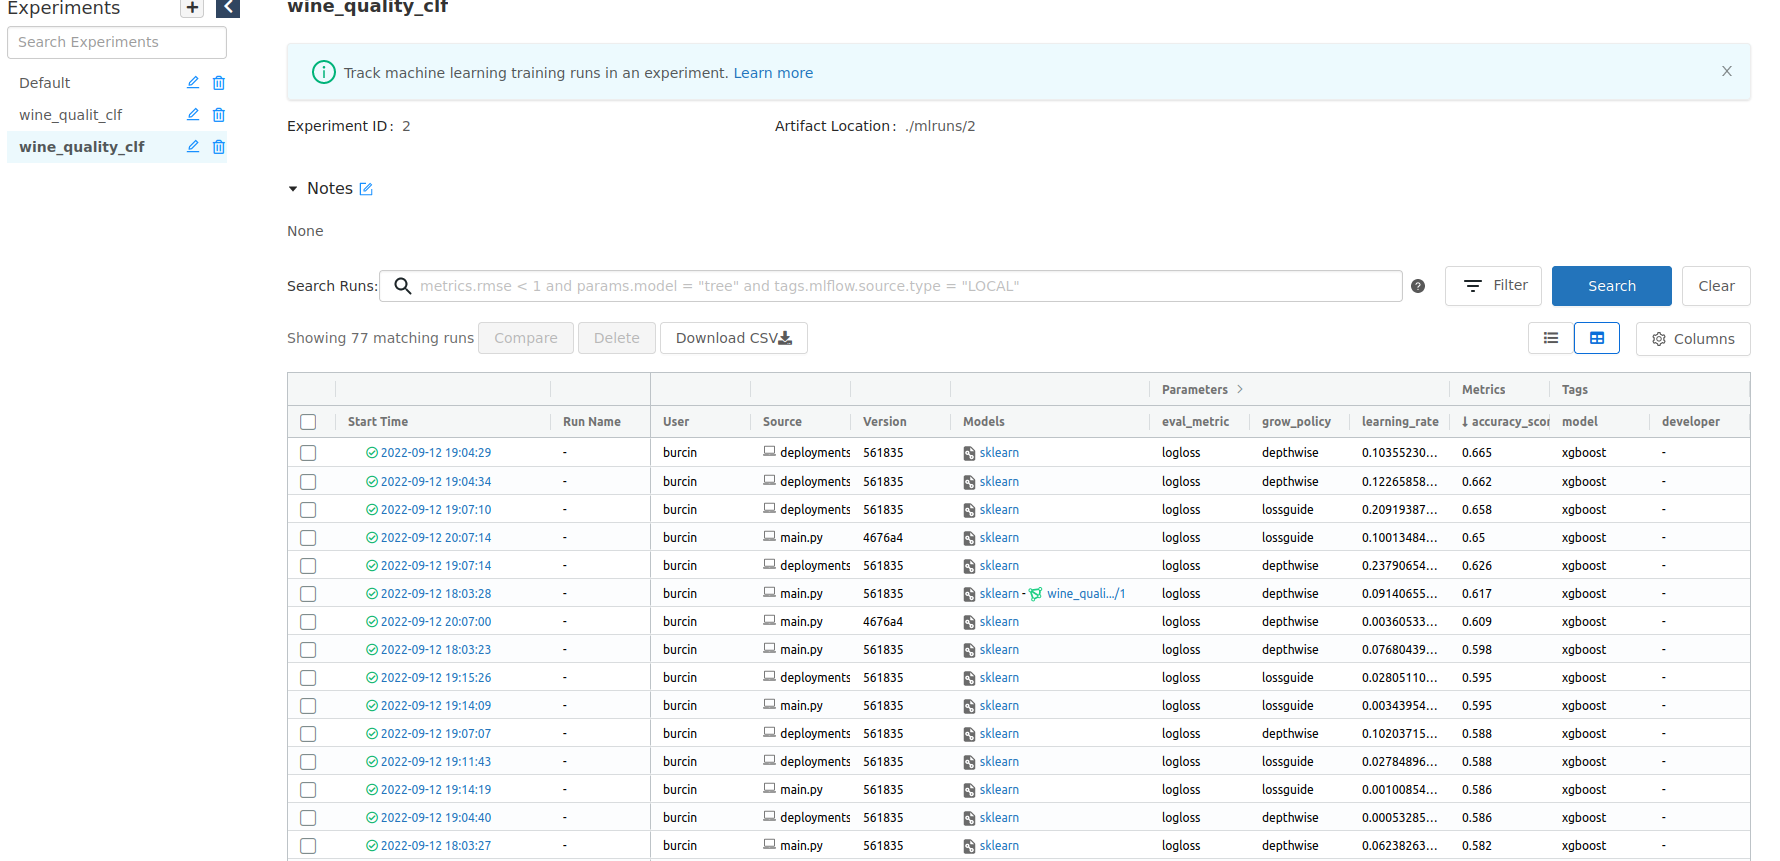 Experiments +
wine_quality_clf
Search Experiments
Default
wine_qualit_clf
wine_quality_clf
Track machine learning training runs in an experiment. Learn more
Experiment ID: 2 Artifact Location: ./mlruns/2
Notes
None
Search Runs: metrics.rmse < 1 and params.model = "tree" and tags.mlflow.source.type = "LOCAL" ? Filter Search Clear
Showing 77 matching runs Compare Delete Download CSV Columns
Parameters > Metrics Tags
Start Time Run Name User Source Version Models eval_metric grow_policy learning_rate ↓ accuracy_scor model developer
2022-09-12 19:04:29 - burcin deployments 561835 sklearn logloss depthwise 0.10355230... 0.665 xgboost -
2022-09-12 19:04:34 - burcin deployments 561835 sklearn logloss depthwise 0.12265858... 0.662 xgboost -
2022-09-12 19:07:10 - burcin deployments 561835 sklearn logloss lossguide 0.20919387... 0.658 xgboost -
2022-09-12 20:07:14 - burcin main.py 4676a4 sklearn logloss lossguide 0.10013484... 0.65 xgboost -
2022-09-12 19:07:14 - burcin deployments 561835 sklearn logloss depthwise 0.23790654... 0.626 xgboost -
2022-09-12 18:03:28 - burcin main.py 561835 sklearn - wine_quali.../1 logloss depthwise 0.09140655... 0.617 xgboost -
2022-09-12 20:07:00 - burcin main.py 4676a4 sklearn logloss depthwise 0.00360533... 0.609 xgboost -
2022-09-12 18:03:23 - burcin main.py 561835 sklearn logloss depthwise 0.07680439... 0.598 xgboost -
2022-09-12 19:15:26 - burcin deployments 561835 sklearn logloss lossguide 0.02805110... 0.595 xgboost -
2022-09-12 19:14:09 - burcin main.py 561835 sklearn logloss lossguide 0.00343954... 0.595 xgboost -
2022-09-12 19:07:07 - burcin deployments 561835 sklearn logloss depthwise 0.10203715... 0.588 xgboost -
2022-09-12 19:11:43 - burcin deployments 561835 sklearn logloss lossguide 0.02784896... 0.588 xgboost -
2022-09-12 19:14:19 - burcin main.py 561835 sklearn logloss lossguide 0.00100854... 0.586 xgboost -
2022-09-12 19:04:40 - burcin deployments 561835 sklearn logloss depthwise 0.00053285... 0.586 xgboost -
2022-09-12 18:03:27 - burcin main.py 561835 sklearn logloss depthwise 0.06238263... 0.582 xgboost -